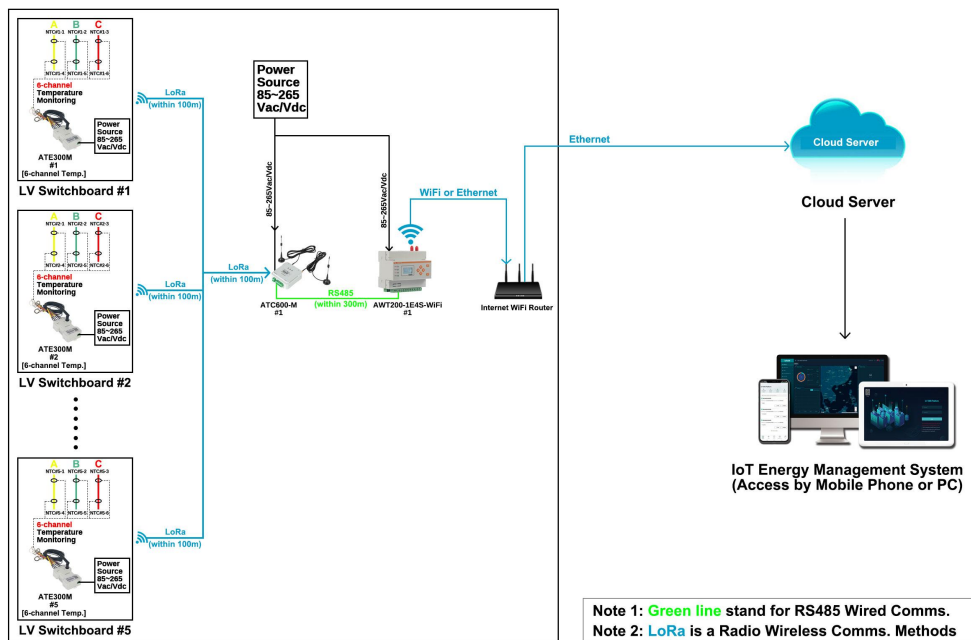 A B C
NTC#1-1 NTC#1-2 NTC#1-3
NTC#1-4 NTC#1-5 NTC#1-6
6-channel
Temperature
Monitoring
Power
Source
85~265
Vac/Vdc
ATE300M
#1
[6-channel Temp.]
LV Switchboard #1
LoRa
(within 100m)
A B C
NTC#2-1 NTC#2-2 NTC#2-3
NTC#2-4 NTC#2-5 NTC#2-6
6-channel
Temperature
Monitoring
Power
Source
85~265
Vac/Vdc
ATE300M
#2
[6-channel Temp.]
LV Switchboard #2
LoRa
(within 100m)
A B C
NTC#5-1 NTC#5-2 NTC#5-3
NTC#5-4 NTC#5-5 NTC#5-6
6-channel
Temperature
Monitoring
Power
Source
85~265
Vac/Vdc
ATE300M
#5
[6-channel Temp.]
LV Switchboard #5
LoRa
(within 100m)
LoRa
(within 100m)
Power
Source
85~265
Vac/Vdc
85~265Vac/Vdc
85~265Vac/Vdc
ATC600-M
#1
RS485
(within 300m)
AWT200-1E4S-WiFi
#1
WiFi or Ethernet
Internet WiFi Router
Ethernet
Cloud Server
Cloud Server
IoT Energy Management System
(Access by Mobile Phone or PC)
Note 1: Green line stand for RS485 Wired Comms.
Note 2: LoRa is a Radio Wireless Comms. Methods